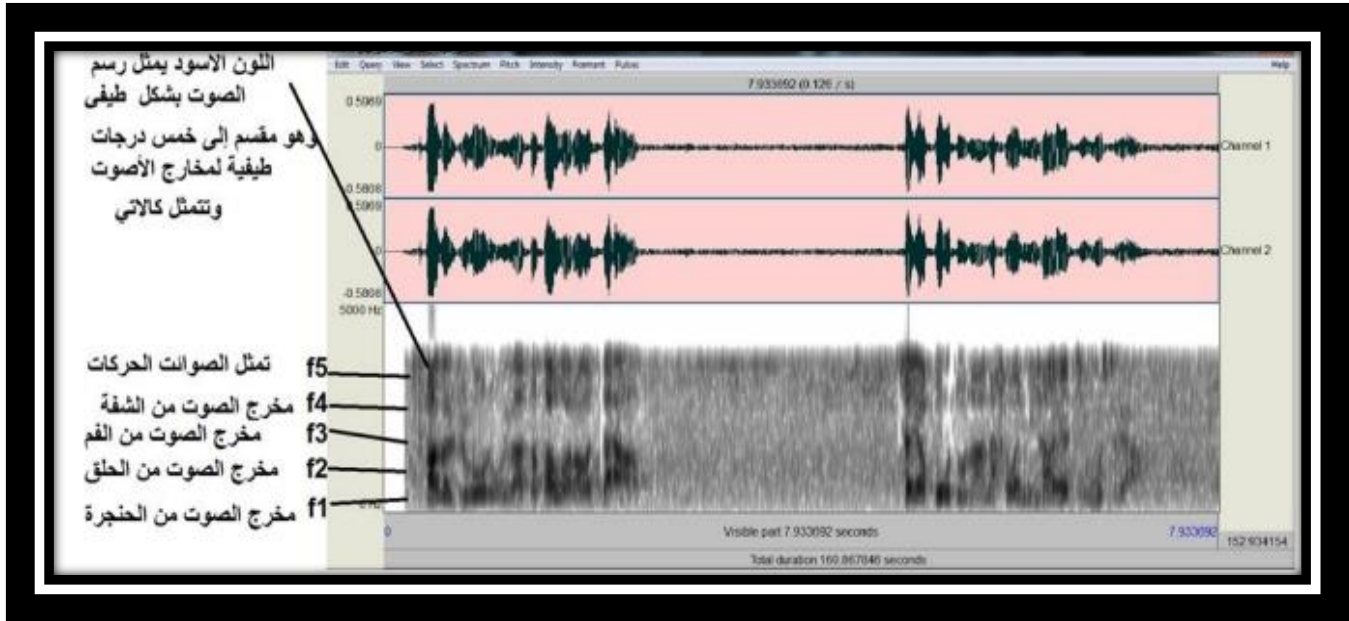 اللون الاسود يمثل رسم
الصوت بشكل طيفي
وهو مقسم إلى خمس درجات
طيفية لمخارج الأصوت
وتتمثل كالاتي
Edit Query View Select Spectrum Pitch Intensity Formant Pulses Help
7.933692 (0.126 / s)
0.5969
0
-0.5808
Channel 1
0.5969
0
-0.5808
Channel 2
5000 Hz
f5 تمثل الصوائت الحركات
f4 مخرج الصوت من الشفة
f3 مخرج الصوت من الفم
f2 مخرج الصوت من الحلق
f1 مخرج الصوت من الحنجرة
0 Visible part 7.933692 seconds 7.933692
152.934154
Total duration 160.867846 seconds